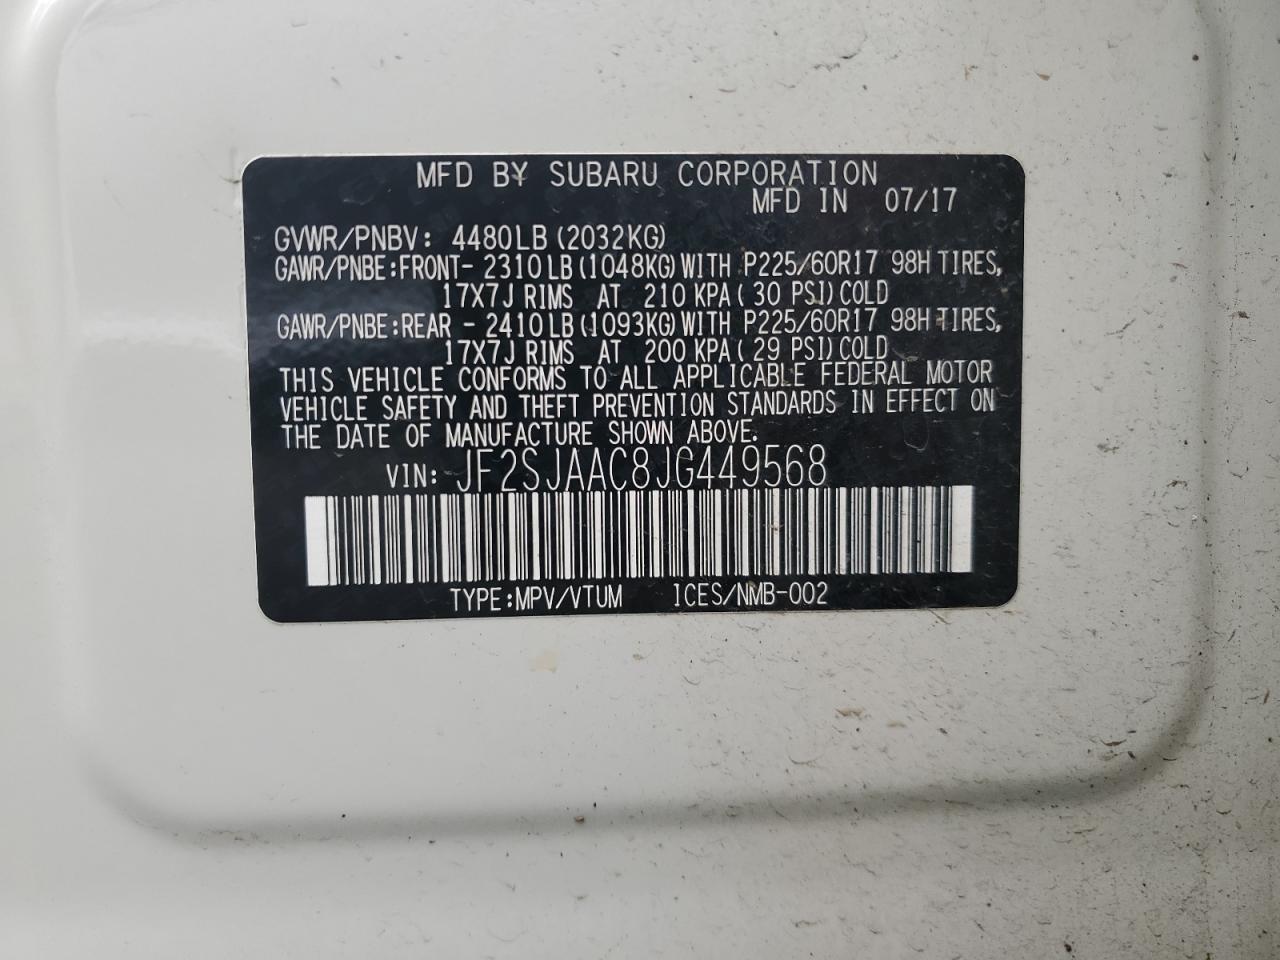 MFD BY SUBARU CORPORATION
MFD IN 07/17
GVWR/PNBV: 4480LB(2032KG)
GAWR/PNBE:FRONT- 2310LB(1048KG)WITH P225/60R17 98H TIRES,
17X7J RIMS AT 210 KPA( 30 PSI)COLD
GAWR/PNBE:REAR - 2410LB(1093KG)WITH P225/60R17 98H TIRES,
17X7J RIMS AT 200 KPA( 29 PSI)COLD
THIS VEHICLE CONFORMS TO ALL APPLICABLE FEDERAL MOTOR
VEHICLE SAFETY AND THEFT PREVENTION STANDARDS IN EFFECT ON
THE DATE OF MANUFACTURE SHOWN ABOVE.
VIN: JF2SJAAC8JG449568
TYPE:MPV/VTUM ICES/NMB-002